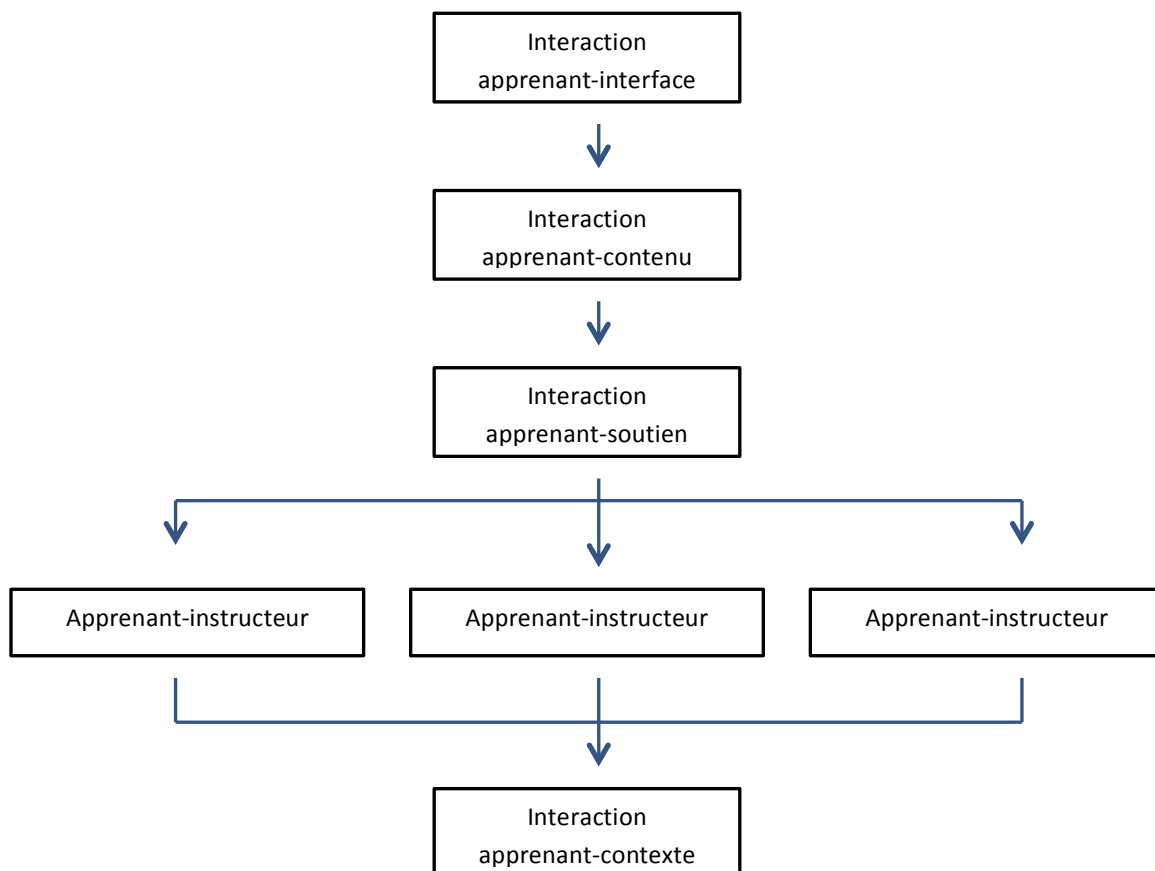 Interaction
apprenant-interface
Interaction
apprenant-contenu
Interaction
apprenant-soutien
Apprenant-instructeur
Apprenant-instructeur
Apprenant-instructeur
Interaction
apprenant-contexte